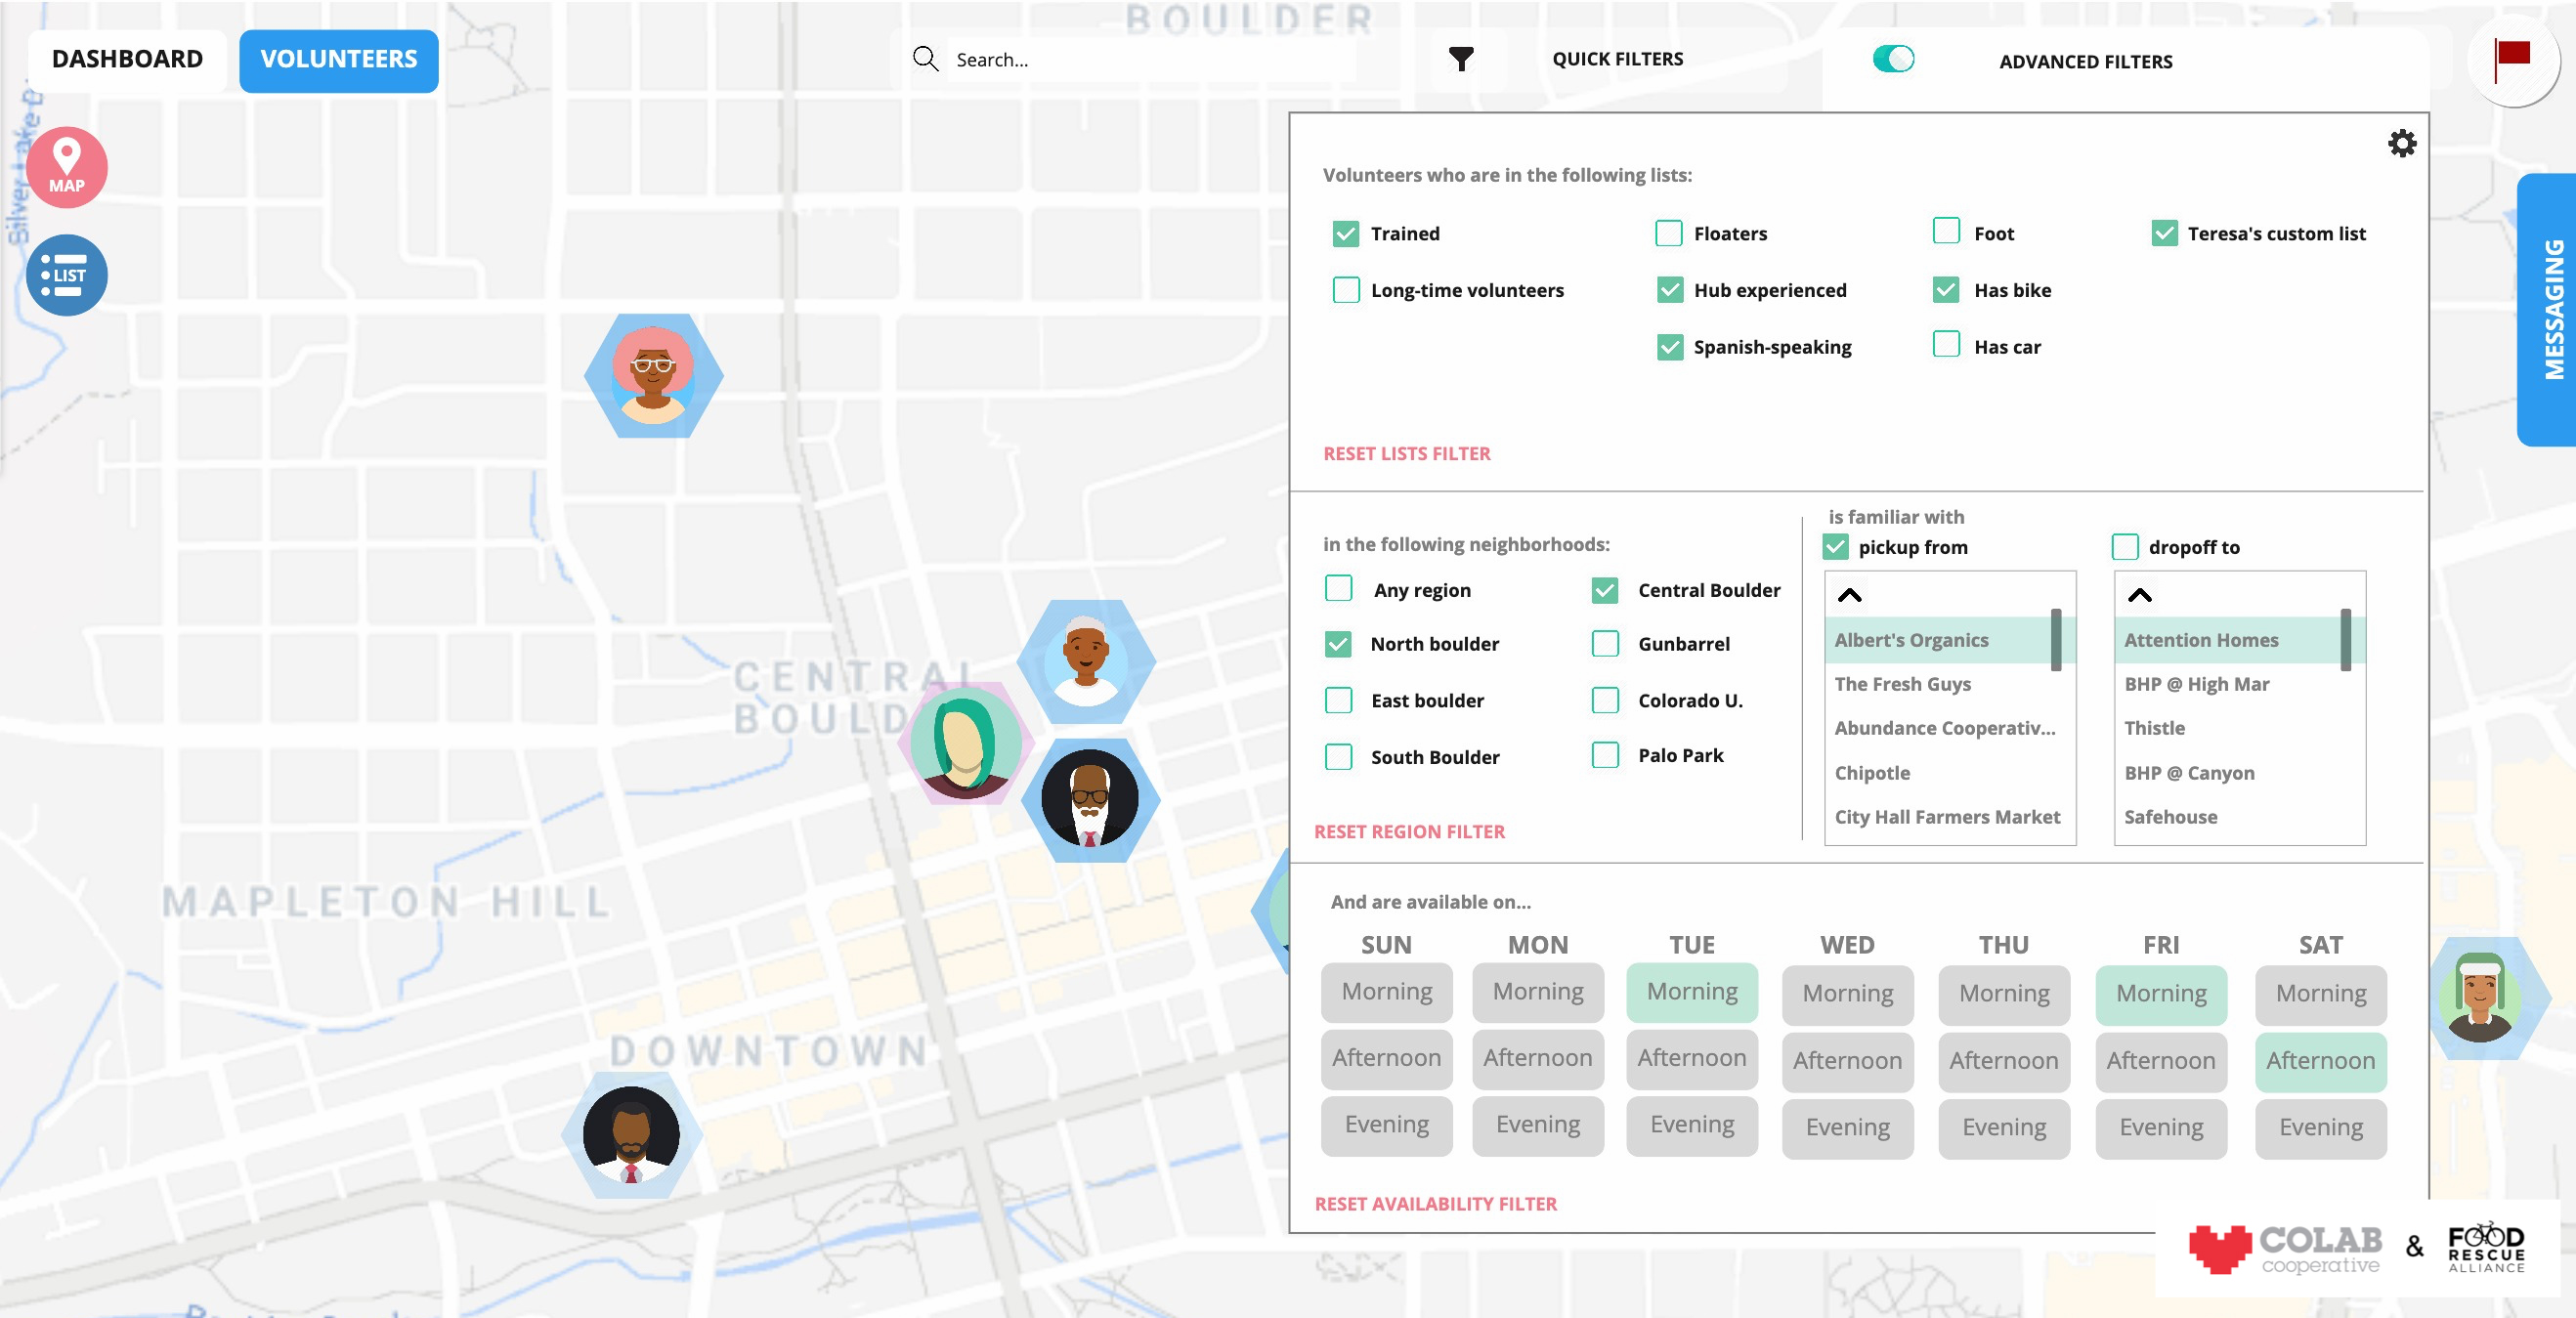 BOULDER
DASHBOARD
VOLUNTEERS
Search...
QUICK FILTERS
ADVANCED FILTERS
MAP
LIST
MESSAGING
Volunteers who are in the following lists:
Trained
Floaters
Foot
Teresa's custom list
Long-time volunteers
Hub experienced
Has bike
Spanish-speaking
Has car
RESET LISTS FILTER
in the following neighborhoods:
Any region
Central Boulder
North boulder
Gunbarrel
East boulder
Colorado U.
South Boulder
Palo Park
RESET REGION FILTER
is familiar with
pickup from
dropoff to
Albert's Organics
The Fresh Guys
Abundance Cooperativ...
Chipotle
City Hall Farmers Market
Attention Homes
BHP @ High Mar
Thistle
BHP @ Canyon
Safehouse
And are available on...
SUN MON TUE WED THU FRI SAT
Morning Morning Morning Morning Morning Morning Morning
Afternoon Afternoon Afternoon Afternoon Afternoon Afternoon Afternoon
Evening Evening Evening Evening Evening Evening Evening
RESET AVAILABILITY FILTER
CENTRAL
BOULD
MAPLETON HILL
DOWNTOWN
COLAB
cooperative
&
FOOD
RESCUE
ALLIANCE